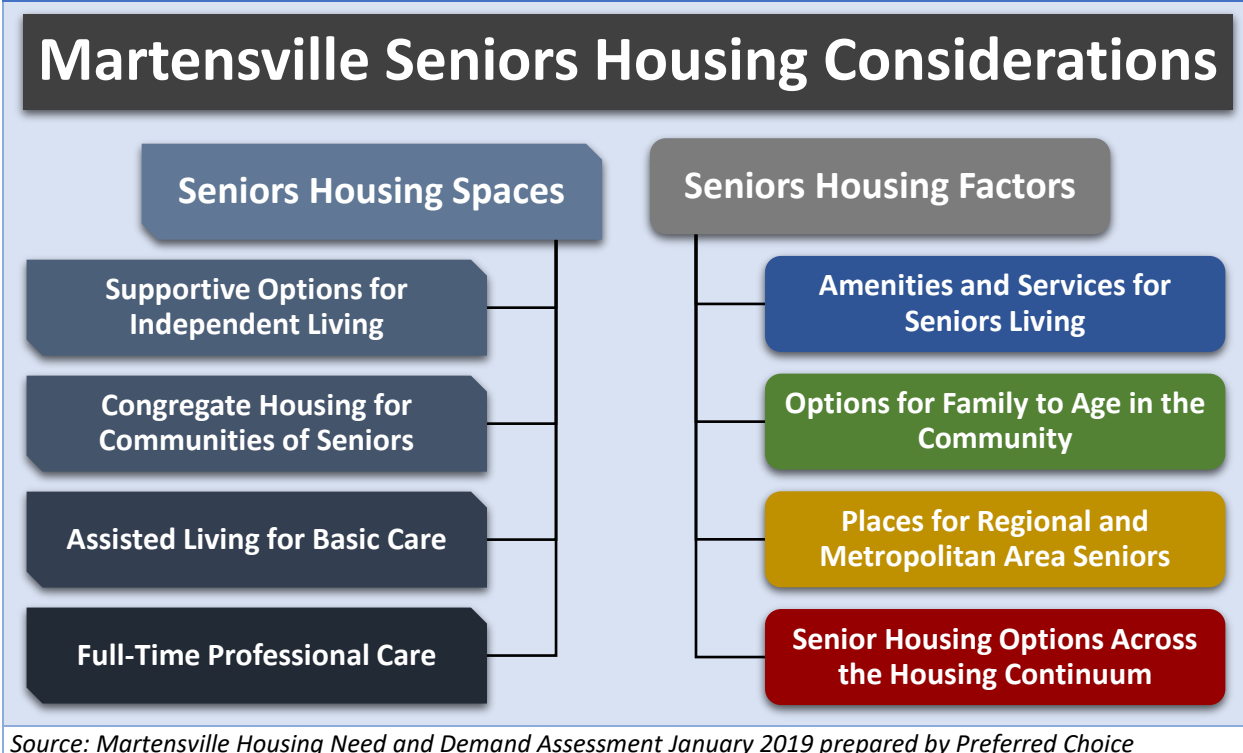 Martensville Seniors Housing Considerations
Seniors Housing Spaces
Supportive Options for
Independent Living
Congregate Housing for
Communities of Seniors
Assisted Living for Basic Care
Full-Time Professional Care
Seniors Housing Factors
Amenities and Services for
Seniors Living
Options for Family to Age in the
Community
Places for Regional and
Metropolitan Area Seniors
Senior Housing Options Across
the Housing Continuum
Source: Martensville Housing Need and Demand Assessment January 2019 prepared by Preferred Choice